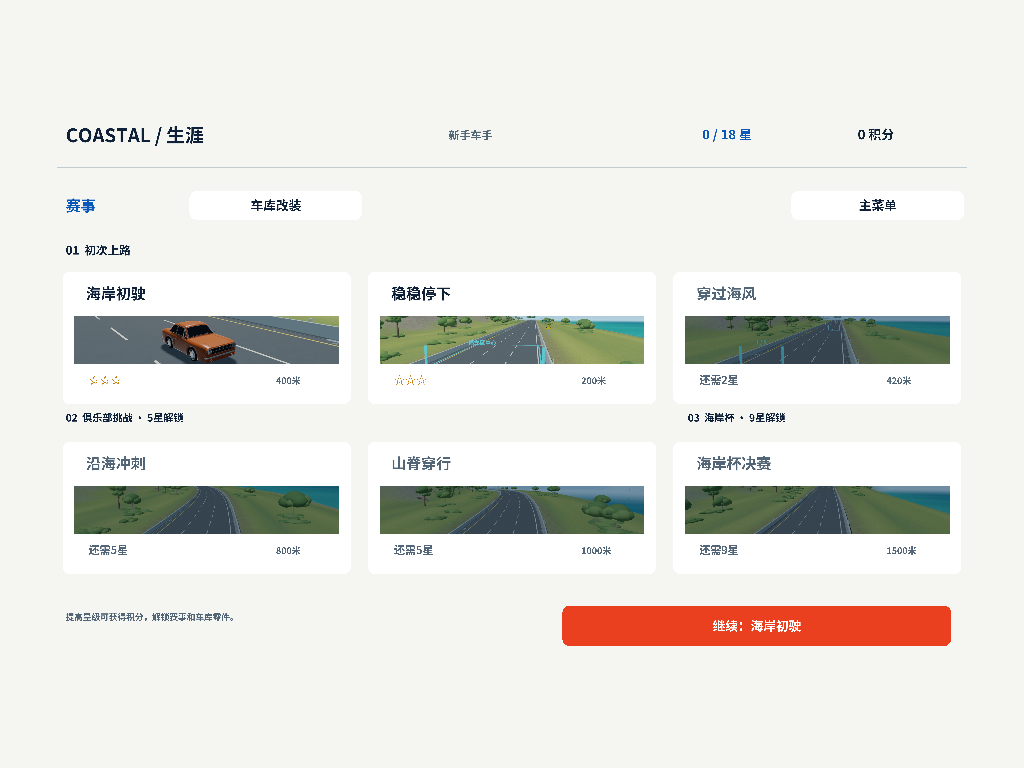 COASTAL / 生涯
新手车手
0 / 18 星
0 积分
赛事
车库改装
主菜单
01 初次上路
海岸初驶
稳稳停下
穿过海风
☆☆☆
400米
☆☆☆
200米
还需2星
420米
02 俱乐部挑战 · 5星解锁
03 海岸杯 · 9星解锁
沿海冲刺
山脊穿行
海岸杯决赛
还需5星
800米
还需5星
1000米
还需9星
1500米
提高星级可获得积分，解锁赛事和车库零件。
继续：海岸初驶